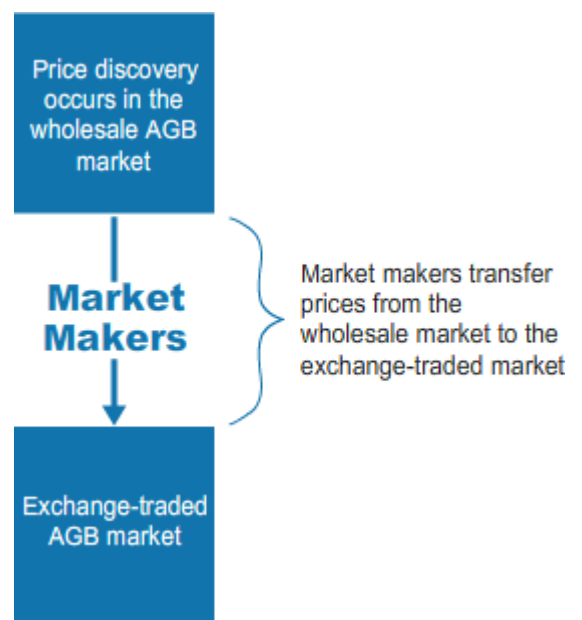 Price discovery
occurs in the
wholesale AGB
market
Market
Makers
Market makers transfer
prices from the
wholesale market to the
exchange-traded market
Exchange-traded
AGB market